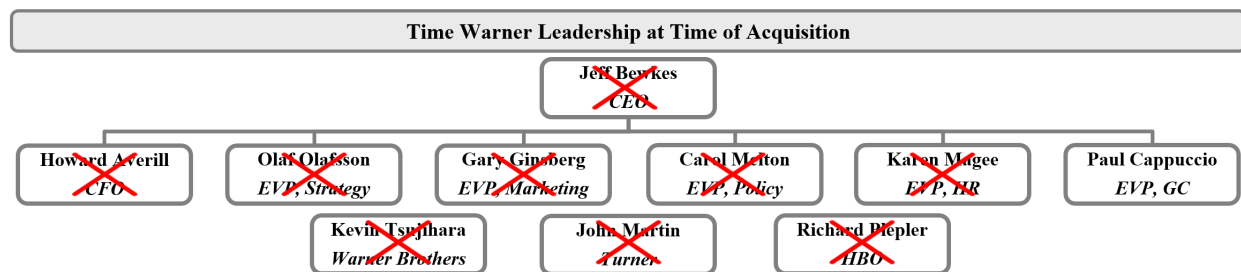 Time Warner Leadership at Time of Acquisition
Jeff Bewkes
CEO
Howard Averill
CFO
Olaf Olafsson
EVP, Strategy
Gary Ginsberg
EVP, Marketing
Carol Melton
EVP, Policy
Karen Magee
EVP, HR
Paul Cappuccio
EVP, GC
Kevin Tsujihara
Warner Brothers
John Martin
Turner
Richard Plepler
HBO